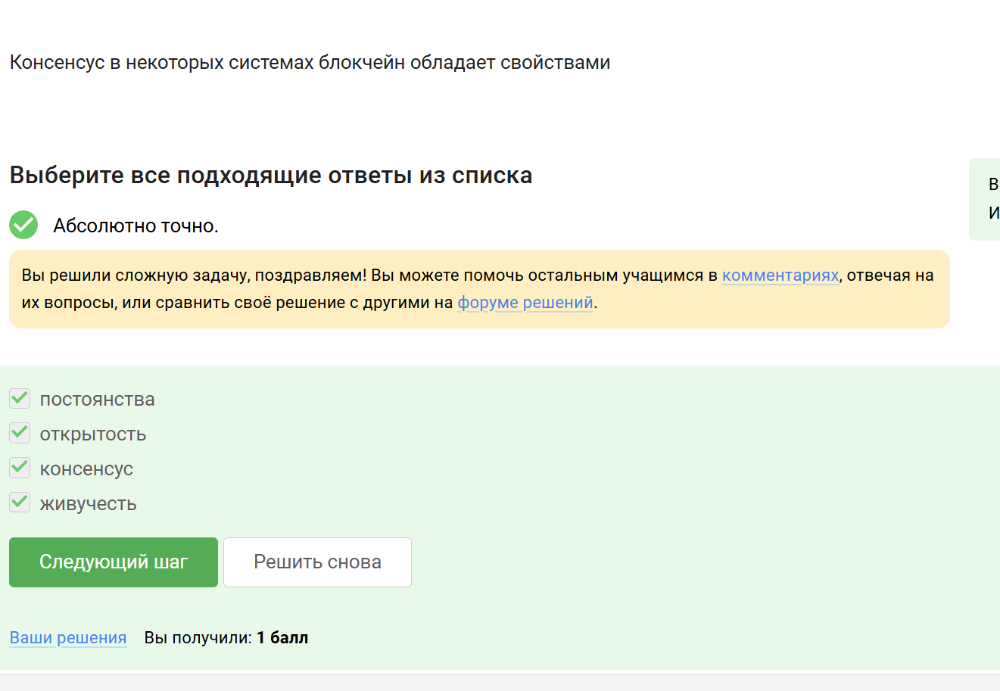 Консенсус в некоторых системах блокчейн обладает свойствами
Выберите все подходящие ответы из списка
В
И
Абсолютно точно.
Вы решили сложную задачу, поздравляем! Вы можете помочь остальным учащимся в комментариях, отвечая на
их вопросы, или сравнить своё решение с другими на форуме решений.
постоянства
открытость
консенсус
живучесть
Следующий шаг Решить снова
Ваши решения Вы получили: 1 балл